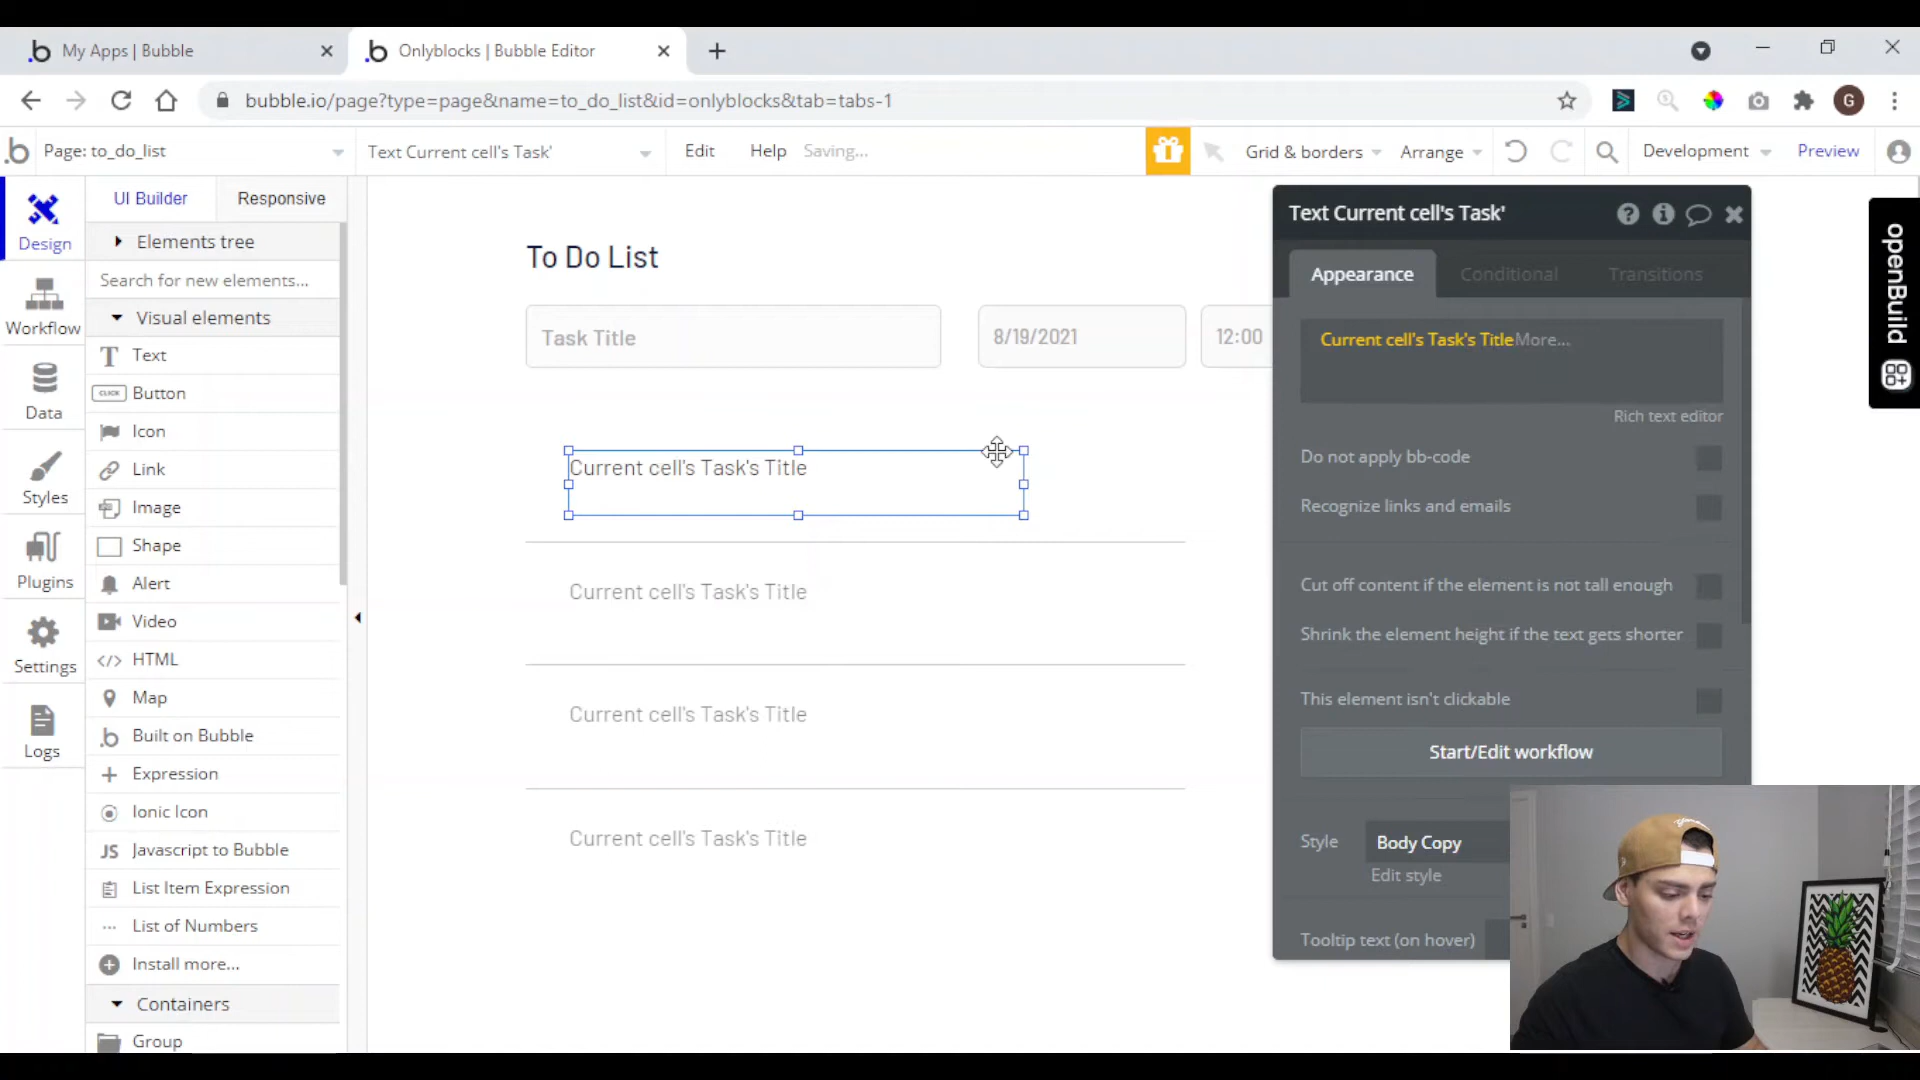 My Apps | Bubble
Onlyblocks | Bubble Editor
bubble.io/page?type=page&name=to_do_list&id=onlyblocks&tab=tabs-1
G
Page: to_do_list
Text Current cell's Task'
Edit
Help
Saving...
Grid & borders
Arrange
Development
Preview
Design
Workflow
Data
Styles
Plugins
Settings
Logs
UI Builder
Responsive
Elements tree
Search for new elements...
Visual elements
Text
CLICK Button
Icon
Link
Image
Shape
Alert
Video
</> HTML
Map
Built on Bubble
Expression
Ionic Icon
JS Javascript to Bubble
List Item Expression
List of Numbers
Install more...
Containers
Group
To Do List
Task Title
8/19/2021
12:00
Current cell's Task's Title
Current cell's Task's Title
Current cell's Task's Title
Current cell's Task's Title
Text Current cell's Task'
Appearance
Conditional
Transitions
Current cell's Task's TitleMore...
Rich text editor
Do not apply bb-code
Recognize links and emails
Cut off content if the element is not tall enough
Shrink the element height if the text gets shorter
This element isn't clickable
Start/Edit workflow
Style
Body Copy
Edit style
Tooltip text (on hover)
openBuild